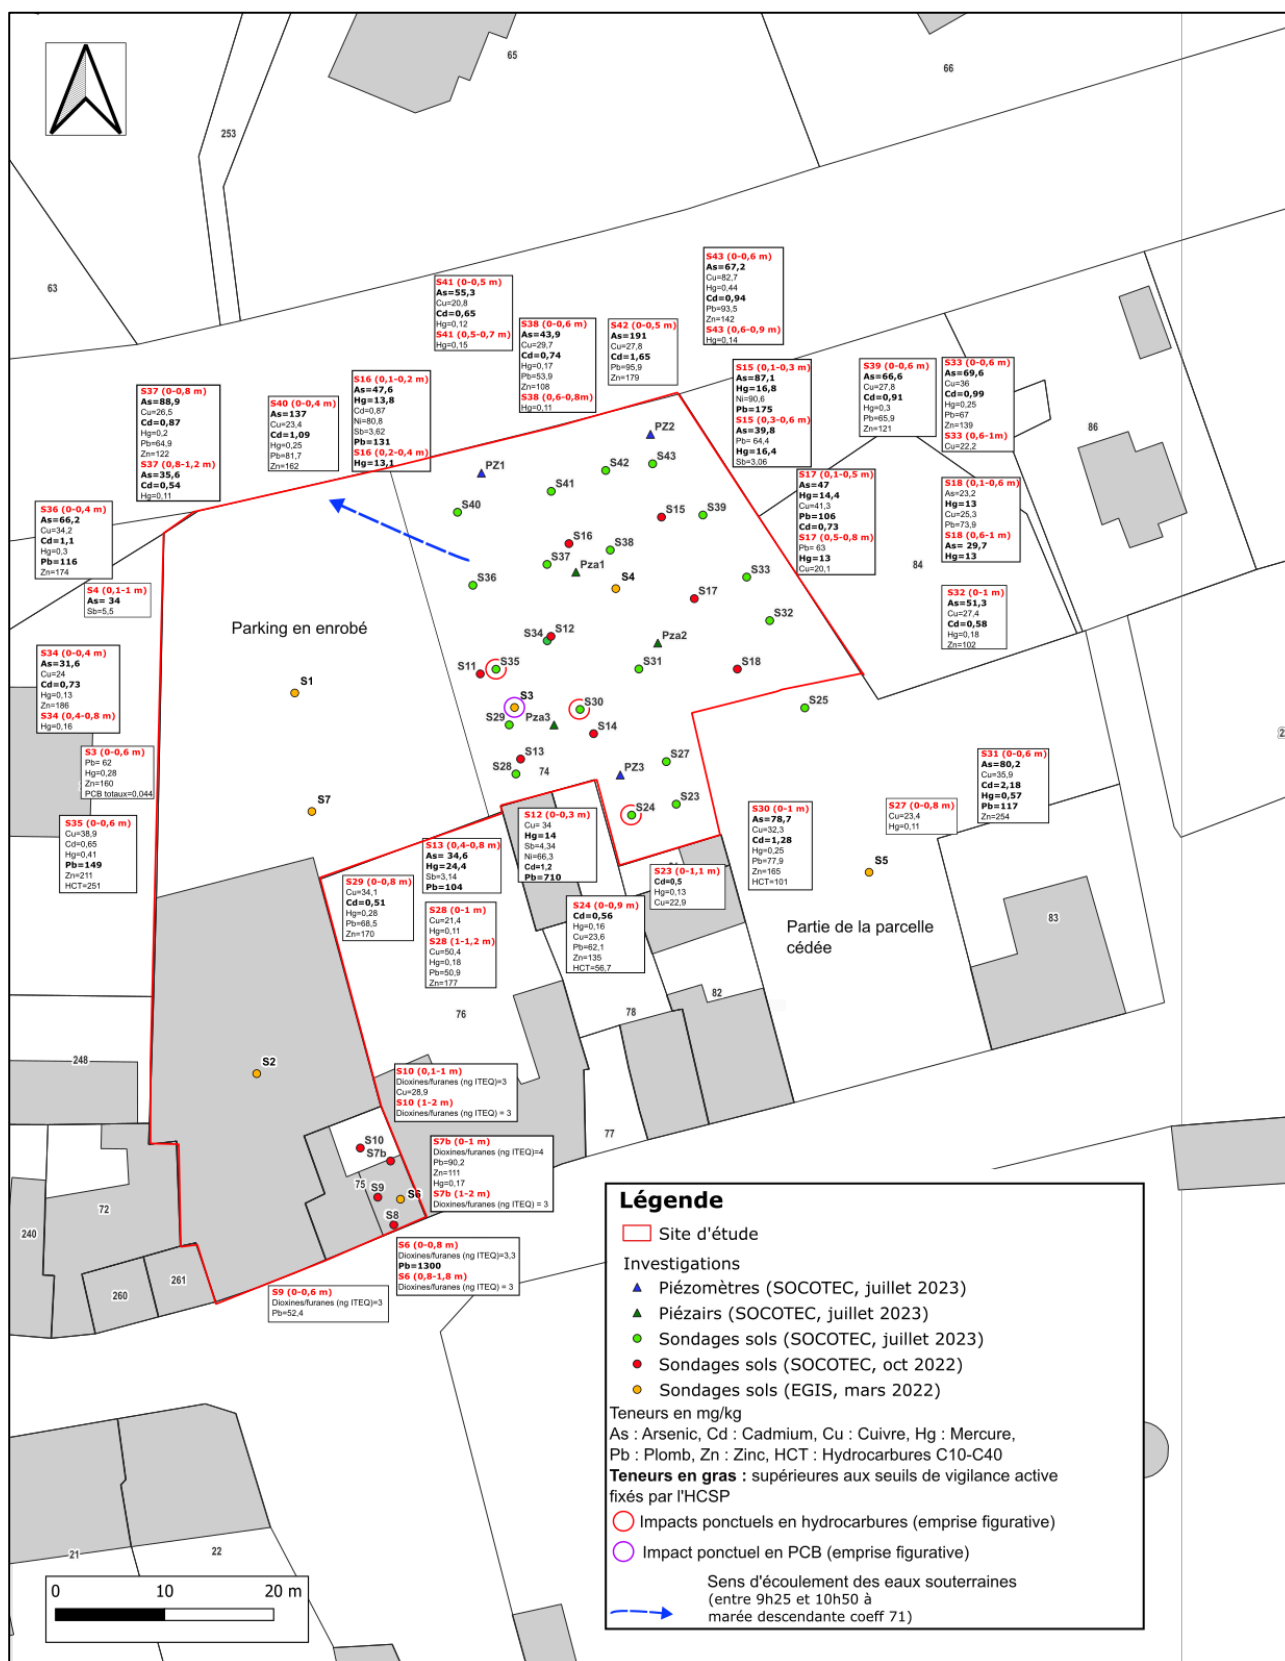 65
66
253
63
86
84
S43 (0-0,6 m)
As=67,2
Cu=82,7
Hg=0,44
Cd=0,94
Pb=93,5
Zn=142
S43 (0,6-0,9 m)
Hg=0,14
S41 (0-0,5 m)
As=55,3
Cu=20,8
Cd=0,65
Hg=0,12
S41 (0,5-0,7 m)
Hg=0,15
S38 (0-0,6 m)
As=43,9
Cu=29,7
Cd=0,74
Hg=0,17
Pb=53,9
Zn=108
S38 (0,6-0,8m)
Hg=0,11
S42 (0-0,5 m)
As=191
Cu=27,8
Cd=1,65
Pb=95,9
Zn=179
S15 (0,1-0,3 m)
As=87,1
Hg=16,8
Ni=90,6
Pb=175
S15 (0,3-0,6 m)
As=39,8
Pb= 64,4
Hg=16,4
Sb=3,06
S39 (0-0,6 m)
As=66,6
Cu=27,8
Cd=0,91
Hg=0,3
Pb=65,9
Zn=121
S33 (0-0,6 m)
As=69,6
Cu=36
Cd=0,99
Hg=0,25
Pb=67
Zn=139
S33 (0,6-1m)
Cu=22,2
S37 (0-0,8 m)
As=88,9
Cu=26,5
Cd=0,87
Hg=0,2
Pb=64,9
Zn=122
S37 (0,8-1,2 m)
As=35,6
Cd=0,54
Hg=0,11
S40 (0-0,4 m)
As=137
Cu=23,4
Cd=1,09
Hg=0,25
Pb=81,7
Zn=162
S16 (0,1-0,2 m)
As=47,6
Hg=13,8
Cd=0,87
Ni=80,8
Sb=3,62
Pb=131
S16 (0,2-0,4 m)
Hg=13,1
S17 (0,1-0,5 m)
As=47
Hg=14,4
Cu=41,3
Pb=106
Cd=0,73
S17 (0,5-0,8 m)
Pb= 63
Hg=13
Cu=20,1
S18 (0,1-0,6 m)
As=23,2
Hg=13
Cu=25,3
Pb=73,9
S18 (0,6-1 m)
As= 29,7
Hg=13
S36 (0-0,4 m)
As=66,2
Cu=34,2
Cd=1,1
Hg=0,3
Pb=116
Zn=174
S4 (0,1-1 m)
As= 34
Sb=5,5
S32 (0-1 m)
As=51,3
Cu=27,4
Cd=0,58
Hg=0,18
Zn=102
S34 (0-0,4 m)
As=31,6
Cu=24
Cd=0,73
Hg=0,13
Zn=186
S34 (0,4-0,8 m)
Hg=0,16
S3 (0-0,6 m)
Pb= 62
Hg=0,28
Zn=160
PCB totaux=0,044
S35 (0-0,6 m)
Cu=38,9
Cd=0,65
Hg=0,41
Pb=149
Zn=211
HCT=251
PZ2
PZ1
S43
S42
S41
S40
S15
S39
S16
S38
S37
Pza1
S36
S4
S33
S17
S32
S34
S12
Pza2
S11
S35
S31
S18
S3
S30
S25
S29
Pza3
S14
S13
S28
74
PZ3
S27
S24
S23
Parking en enrobé
S1
S7
S5
Partie de la parcelle
cédée
S31 (0-0,6 m)
As=80,2
Cu=35,9
Cd=2,18
Hg=0,57
Pb=117
Zn=254
S27 (0-0,8 m)
Cu=23,4
Hg=0,11
S30 (0-1 m)
As=78,7
Cu=32,3
Cd=1,28
Hg=0,25
Pb=77,9
Zn=165
HCT=101
S12 (0-0,3 m)
Cu= 34
Hg=14
Sb=4,34
Ni=66,3
Cd=1,2
Pb=710
S13 (0,4-0,8 m)
As= 34,6
Hg=24,4
Sb=3,14
Pb=104
S23 (0-1,1 m)
Cd=0,5
Hg=0,13
Cu=22,9
S29 (0-0,8 m)
Cu=34,1
Cd=0,51
Hg=0,28
Pb=68,5
Zn=170
S28 (0-1 m)
Cu=21,4
Hg=0,11
S28 (1-1,2 m)
Cu=50,4
Hg=0,18
Pb=50,9
Zn=177
S24 (0-0,9 m)
Cd=0,56
Hg=0,16
Cu=23,6
Pb=62,1
Zn=135
HCT=56,7
83
82
78
76
77
248
S2
S10 (0,1-1 m)
Dioxines/furanes (ng ITEQ)=3
Cu=28,9
S10 (1-2 m)
Dioxines/furanes (ng ITEQ) = 3
S7b (0-1 m)
Dioxines/furanes (ng ITEQ)=4
Pb=90,2
Zn=111
Hg=0,17
S7b (1-2 m)
Dioxines/furanes (ng ITEQ) = 3
S10
S7b
75
S9
S6
S8
S6 (0-0,8 m)
Dioxines/furanes (ng ITEQ)=3,3
Pb=1300
S6 (0,8-1,8 m)
Dioxines/furanes (ng ITEQ) = 3
S9 (0-0,6 m)
Dioxines/furanes (ng ITEQ)=3
Pb=52,4
72
240
260
261
21
22
Légende
Site d'étude
Investigations
Piézomètres (SOCOTEC, juillet 2023)
Piézairs (SOCOTEC, juillet 2023)
Sondages sols (SOCOTEC, juillet 2023)
Sondages sols (SOCOTEC, oct 2022)
Sondages sols (EGIS, mars 2022)
Teneurs en mg/kg
As : Arsenic, Cd : Cadmium, Cu : Cuivre, Hg : Mercure,
Pb : Plomb, Zn : Zinc, HCT : Hydrocarbures C10-C40
Teneurs en gras : supérieures aux seuils de vigilance active
fixés par l'HCSP
Impacts ponctuels en hydrocarbures (emprise figurative)
Impact ponctuel en PCB (emprise figurative)
Sens d'écoulement des eaux souterraines
(entre 9h25 et 10h50 à
marée descendante coeff 71)
0 10 20 m